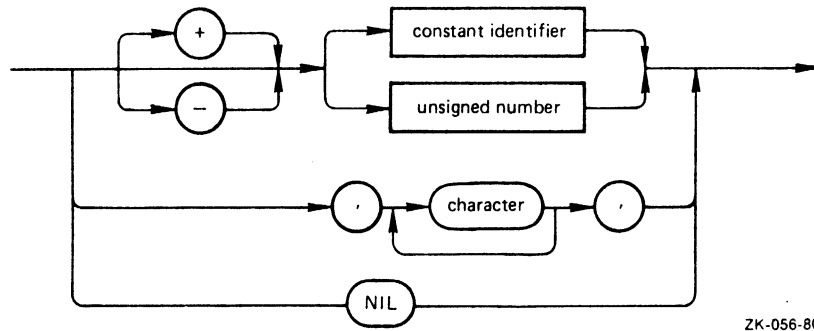 +
constant identifier
−
unsigned number
' character '
NIL
ZK-056-80